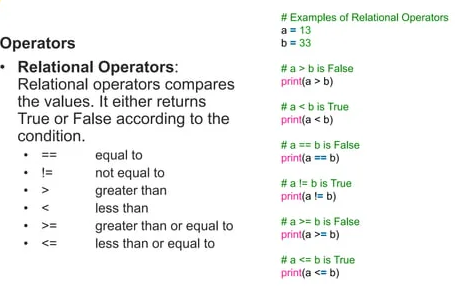 Operators
• Relational Operators:
Relational operators compares
the values. It either returns
True or False according to the
condition.
• == equal to
• != not equal to
• > greater than
• < less than
• >= greater than or equal to
• <= less than or equal to
# Examples of Relational Operators
a = 13
b = 33
# a > b is False
print(a > b)
# a < b is True
print(a < b)
# a == b is False
print(a == b)
# a != b is True
print(a != b)
# a >= b is False
print(a >= b)
# a <= b is True
print(a <= b)